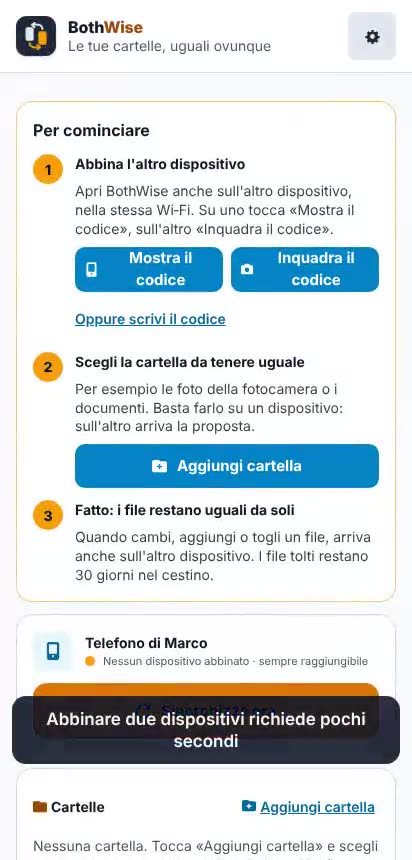 BothWise
Le tue cartelle, uguali ovunque
Per cominciare
1
Abbina l'altro dispositivo
Apri BothWise anche sull'altro dispositivo,
nella stessa Wi-Fi. Su uno tocca «Mostra il
codice», sull'altro «Inquadra il codice».
Mostra il
codice
Inquadra il
codice
Oppure scrivi il codice
2
Scegli la cartella da tenere uguale
Per esempio le foto della fotocamera o i
documenti. Basta farlo su un dispositivo:
sull'altro arriva la proposta.
Aggiungi cartella
3
Fatto: i file restano uguali da soli
Quando cambi, aggiungi o togli un file, arriva
anche sull'altro dispositivo. I file tolti restano
30 giorni nel cestino.
Telefono di Marco
Nessun dispositivo abbinato · sempre raggiungibile
Abbinare due dispositivi richiede pochi
secondi
Cartelle
Aggiungi cartella
Nessuna cartella. Tocca «Aggiungi cartella» e scegli